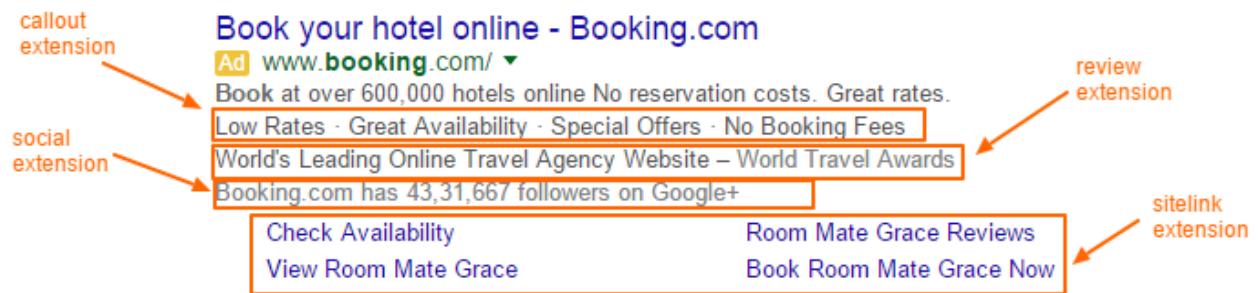 callout
extension
Book your hotel online - Booking.com
Ad www.booking.com/
review
extension
Book at over 600,000 hotels online No reservation costs. Great rates.
Low Rates · Great Availability · Special Offers · No Booking Fees
social
extension
World's Leading Online Travel Agency Website – World Travel Awards
Booking.com has 43,31,667 followers on Google+
sitelink
extension
Check Availability Room Mate Grace Reviews
View Room Mate Grace Book Room Mate Grace Now